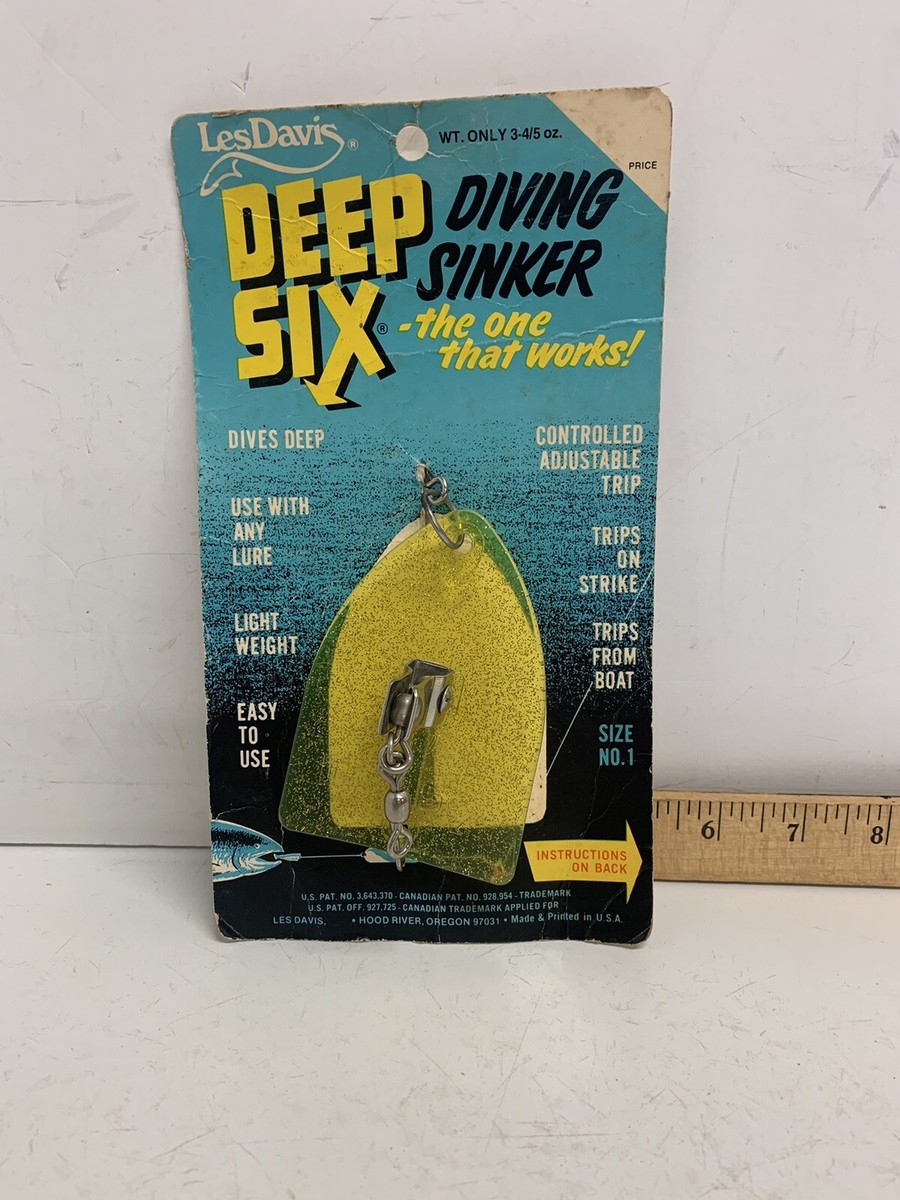 LesDavis®
WT. ONLY 3-4/5 oz.
PRICE
DEEP
SIX®
DIVING
SINKER
-the one
that works!
DIVES DEEP
USE WITH
ANY
LURE
LIGHT
WEIGHT
EASY
TO
USE
CONTROLLED
ADJUSTABLE
TRIP
TRIPS
ON
STRIKE
TRIPS
FROM
BOAT
SIZE
NO.1
INSTRUCTIONS
ON BACK
U.S. PAT. NO. 3,643,370 - CANADIAN PAT. NO. 928,954 - TRADEMARK
U.S. PAT. OFF. 927,725 - CANADIAN TRADEMARK APPLIED FOR
LES DAVIS, • HOOD RIVER, OREGON 97031 • Made & Printed in U.S.A.
6 7 8